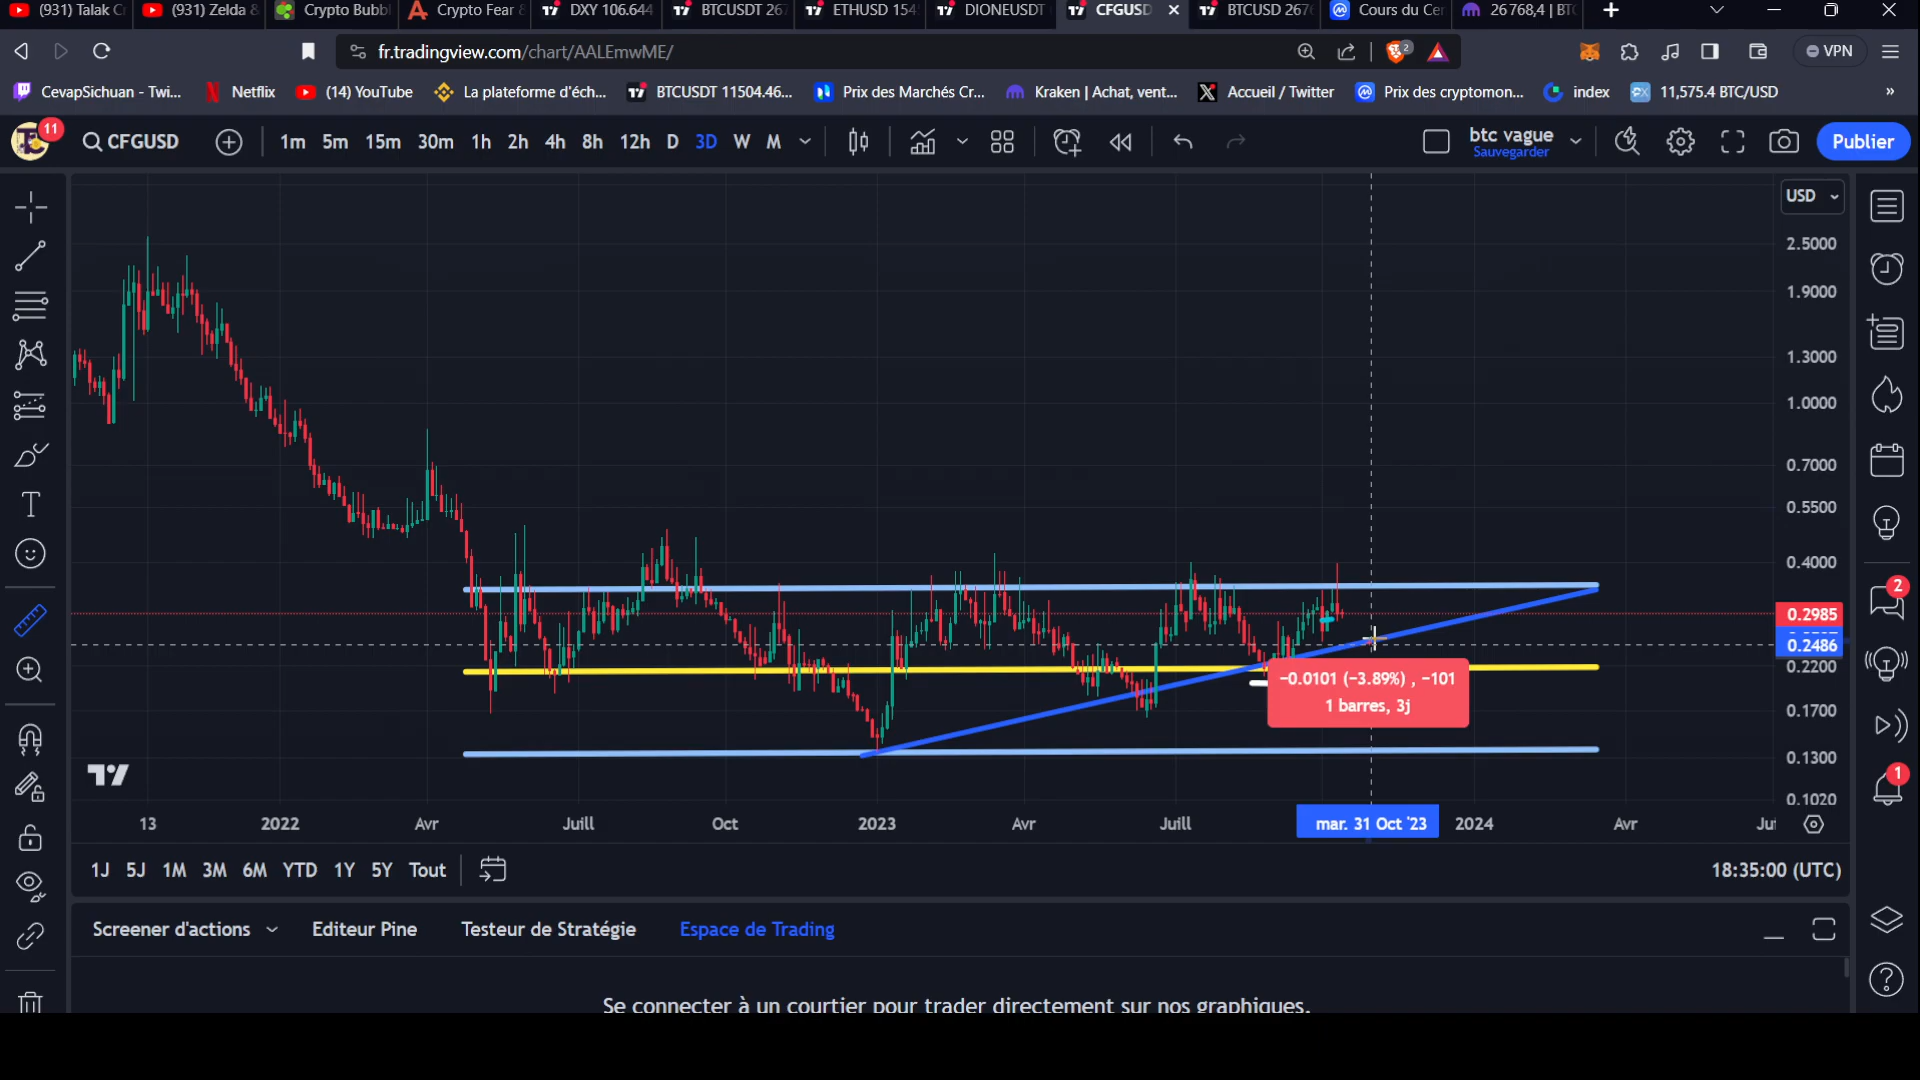 (931) Talak Cr
(931) Zelda &
Crypto Bubb
Crypto Fear &
DXY 106.644
BTCUSDT 267
ETHUSD 154
DIONEUSDT
CFGUSD
BTCUSD 2676
Cours du Cer
26 768,4 | BT
fr.tradingview.com/chart/AALEmwME/
2
VPN
CevapSichuan - Twi...
Netflix
(14) YouTube
La plateforme d'éch...
BTCUSDT 11504.46...
Prix des Marchés Cr...
Kraken | Achat, vent...
Accueil / Twitter
Prix des cryptomon...
index
11,575.4 BTC/USD
»
11
CFGUSD
1m 5m 15m 30m 1h 2h 4h 8h 12h D 3D W M
btc vague
Sauvegarder
Publier
USD
2.5000
1.9000
1.3000
1.0000
0.7000
0.5500
0.4000
0.2985
0.2486
0.2200
0.1700
0.1300
0.1020
2
1
−0.0101 (−3.89%) , −101
1 barres, 3j
13 2022 Avr Juill Oct 2023 Avr Juill mar. 31 Oct '23 2024 Avr Jui
1J 5J 1M 3M 6M YTD 1Y 5Y Tout
18:35:00 (UTC)
Screener d'actions Editeur Pine Testeur de Stratégie Espace de Trading
Se connecter à un courtier pour trader directement sur nos graphiques.